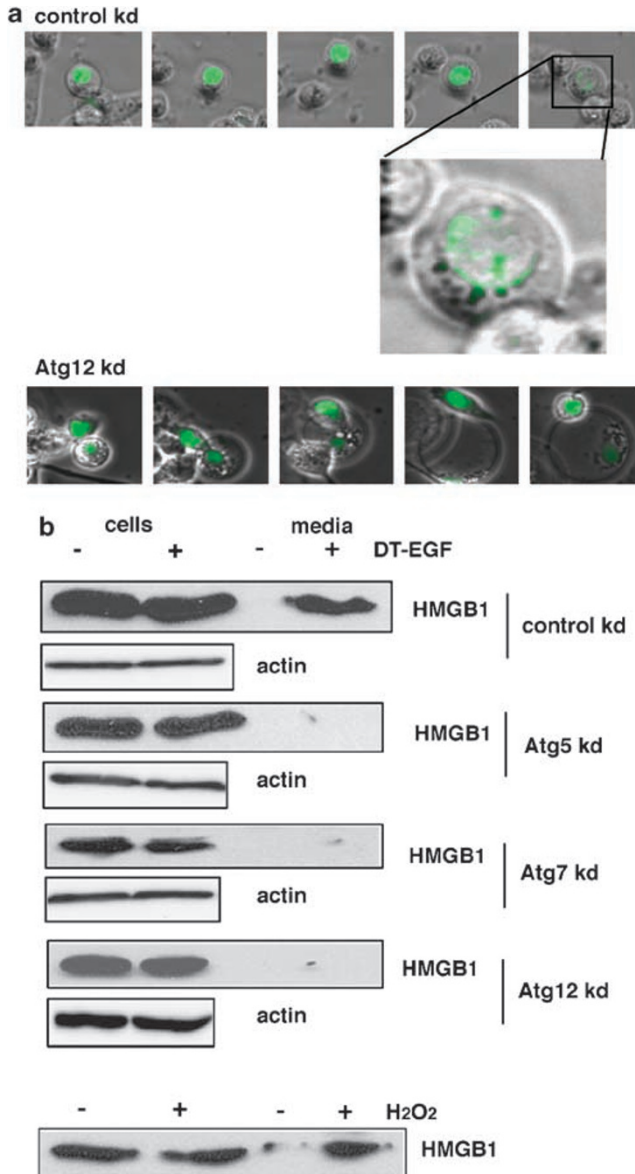 a control kd
Atg12 kd
b cells media
- + - + DT-EGF
HMGB1
control kd
actin
HMGB1
Atg5 kd
actin
HMGB1
Atg7 kd
actin
HMGB1
Atg12 kd
actin
- + - + H2O2
HMGB1